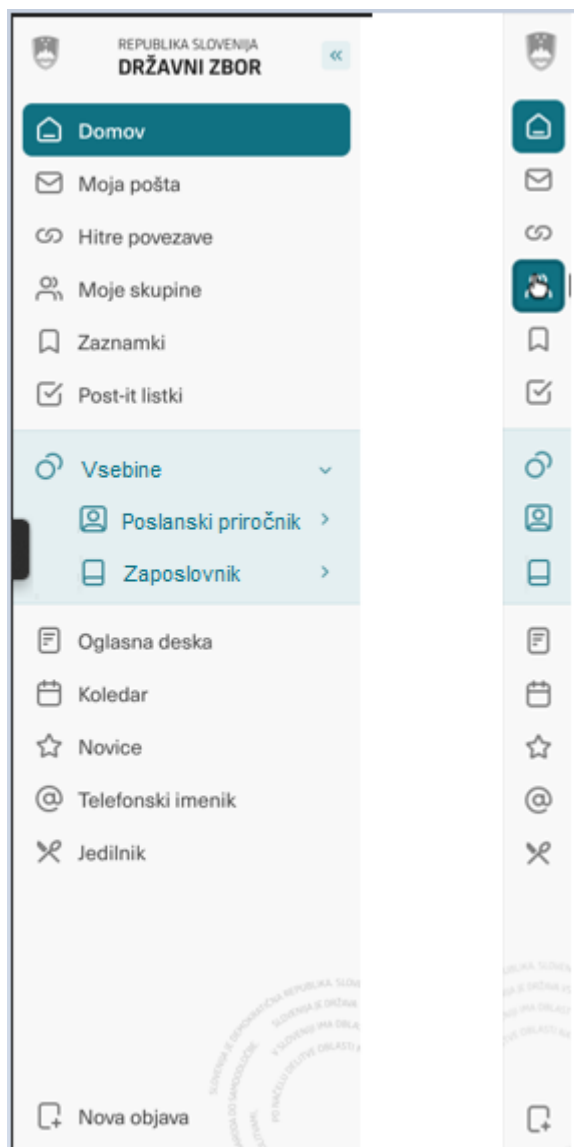 REPUBLIKA SLOVENIJA
DRŽAVNI ZBOR
«
Domov
Moja pošta
Hitre povezave
Moje skupine
Zaznamki
Post-it listki
Vsebine
Poslanski priročnik
Zaposlovnik
Oglasna deska
Koledar
Novice
Telefonski imenik
Jedilnik
Nova objava